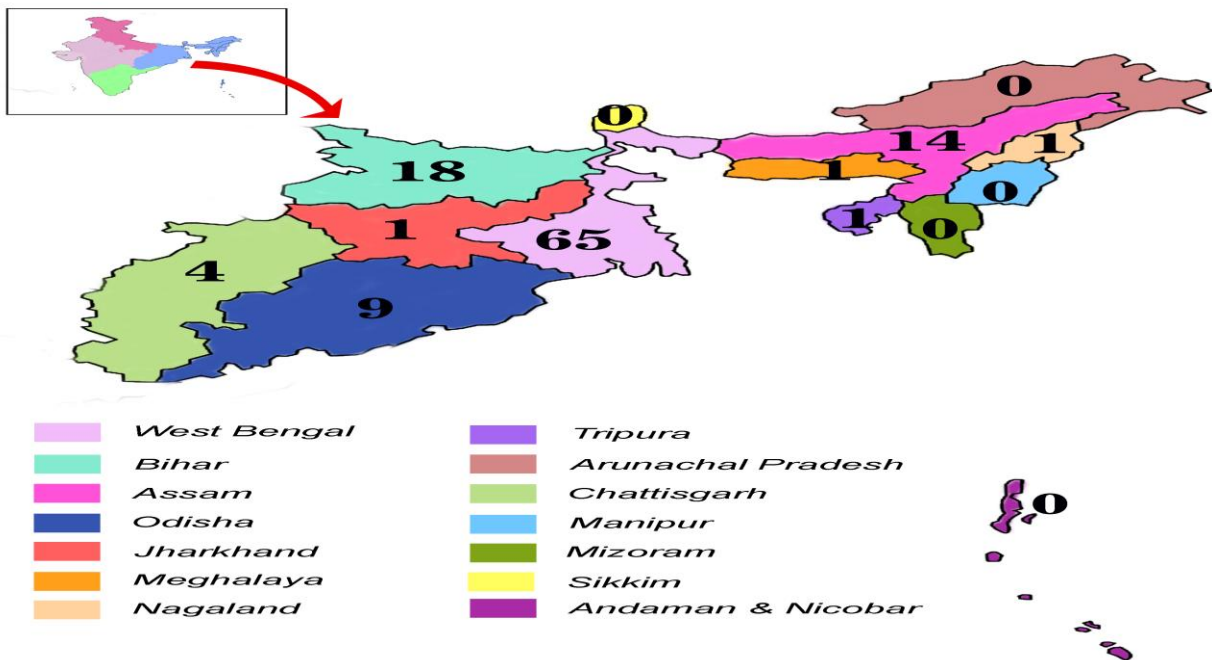 0
0
14
1
18
1
0
1
0
1
65
4
9
West Bengal
Bihar
Assam
Odisha
Jharkhand
Meghalaya
Nagaland
Tripura
Arunachal Pradesh
Chattisgarh
Manipur
Mizoram
Sikkim
Andaman & Nicobar
0